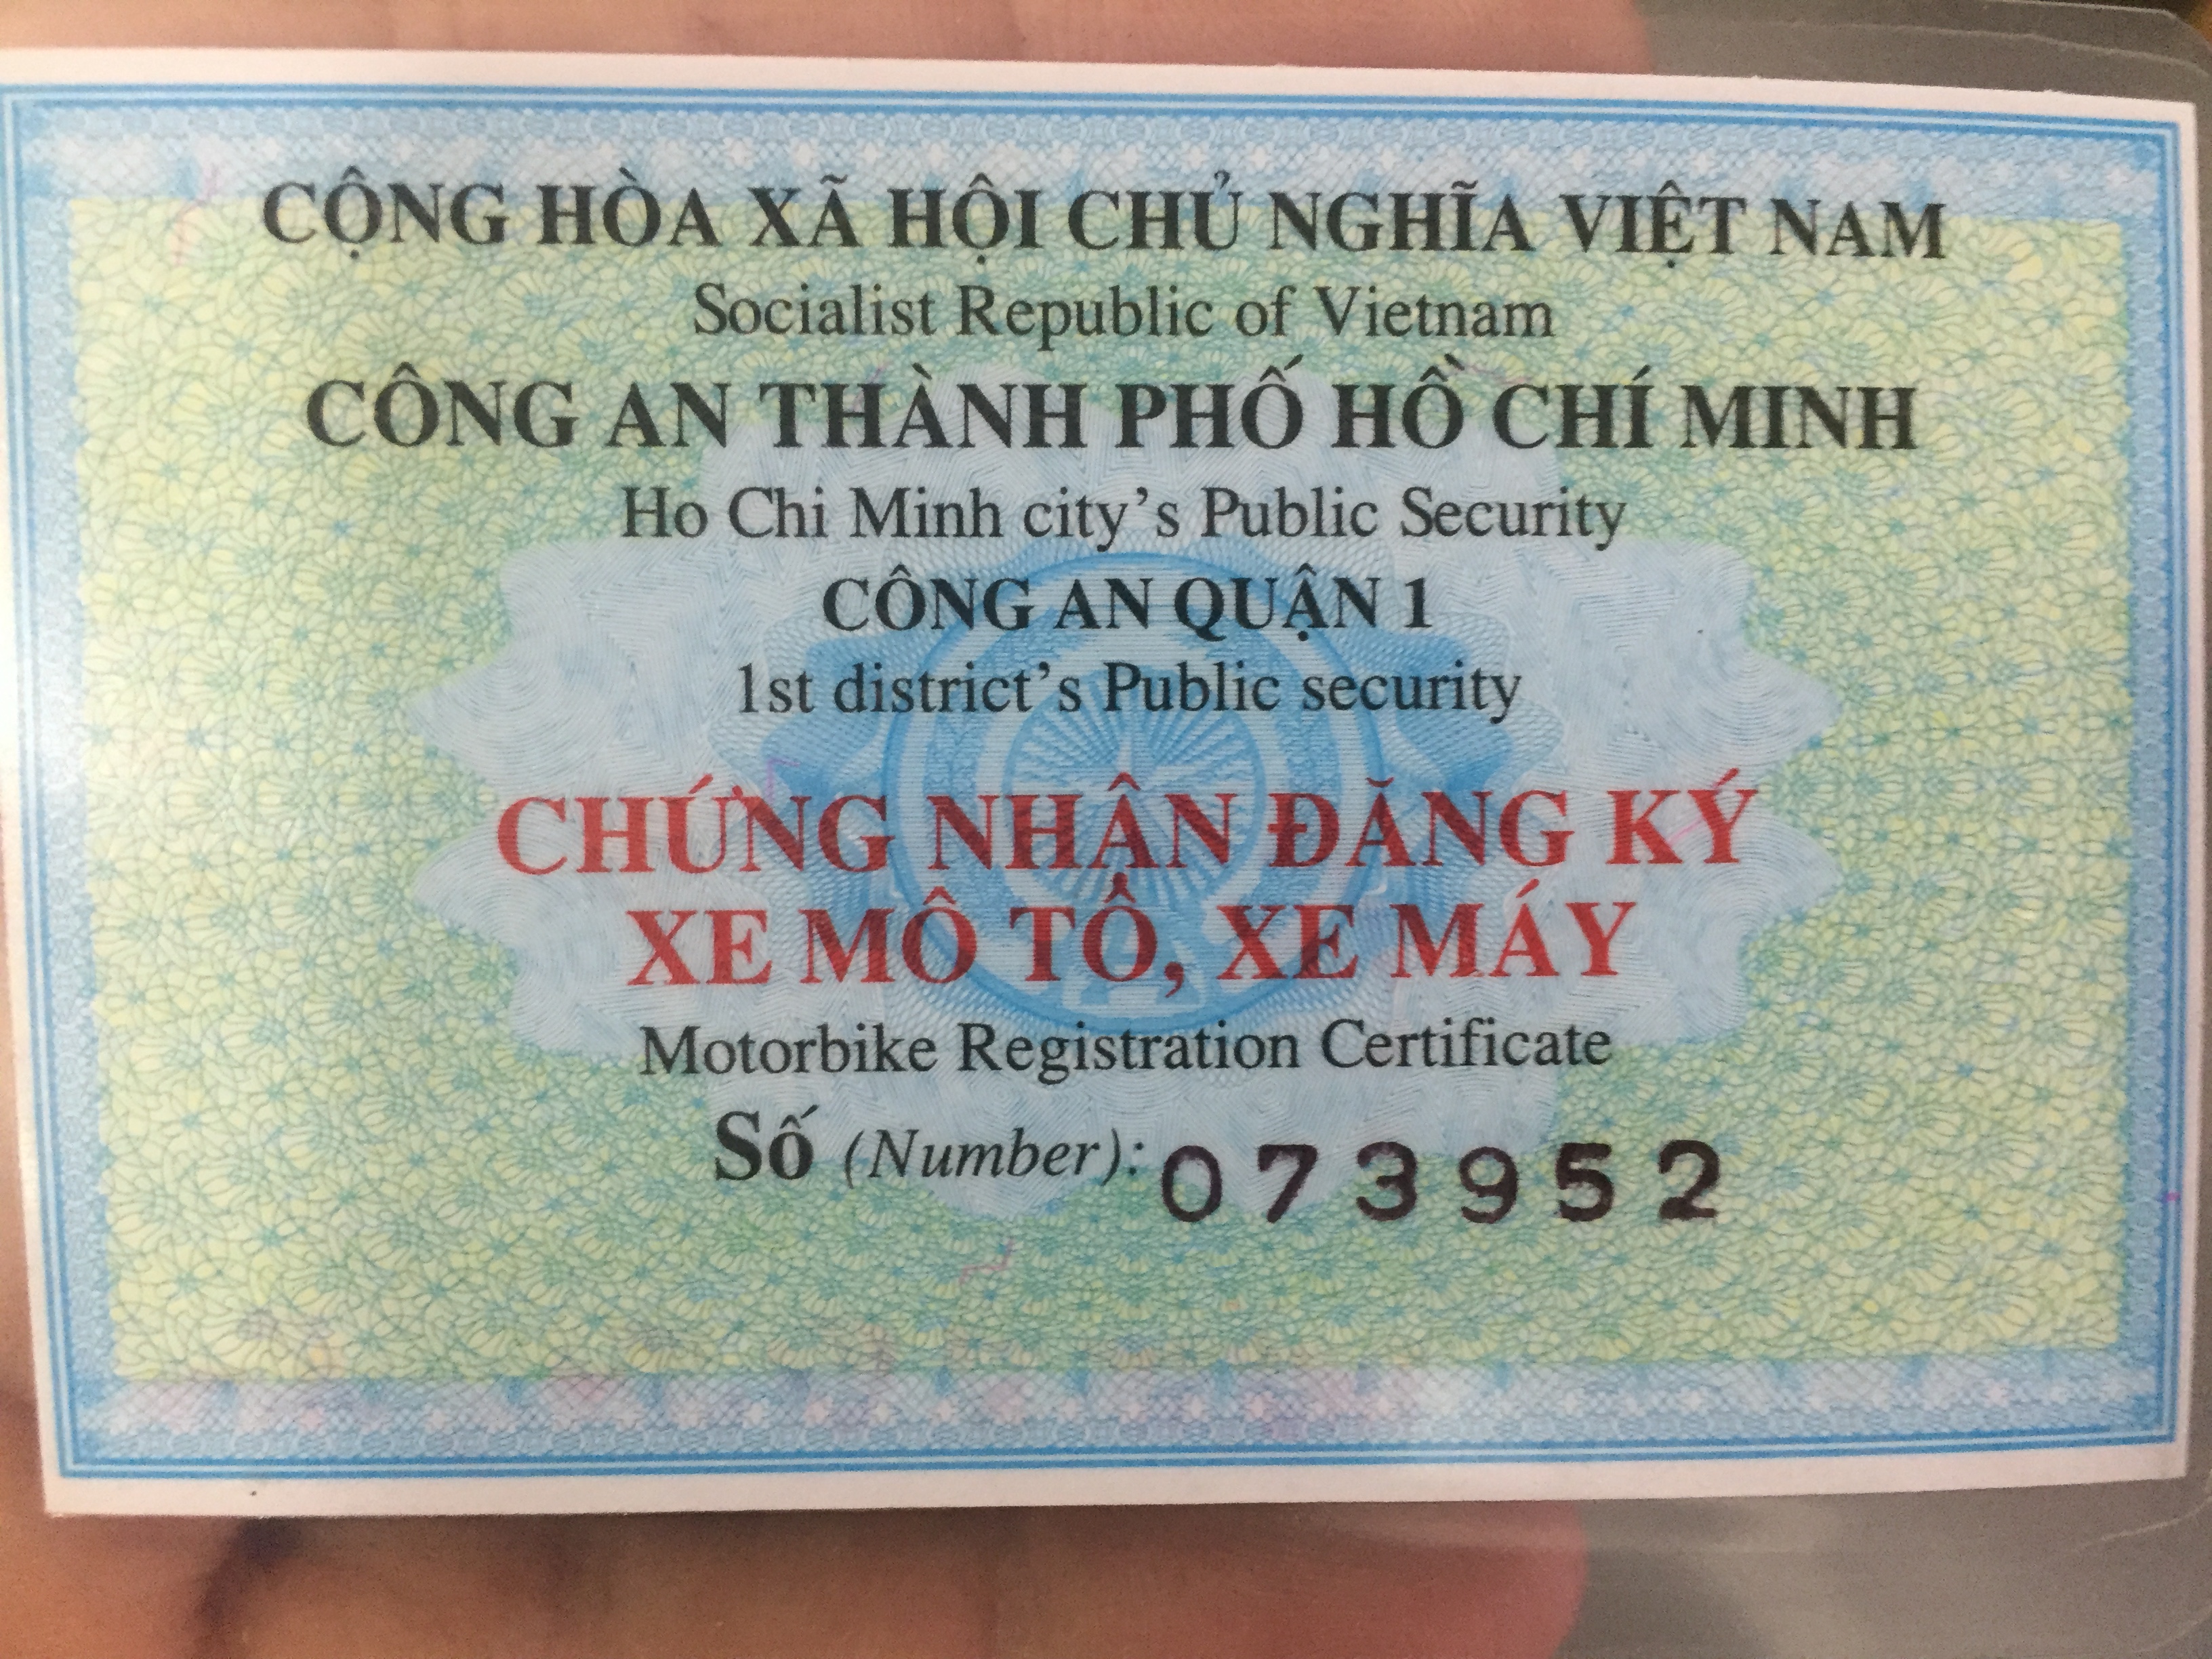 CỘNG HÒA XÃ HỘI CHỦ NGHĨA VIỆT NAM
Socialist Republic of Vietnam
CÔNG AN THÀNH PHỐ HỒ CHÍ MINH
Ho Chi Minh city's Public Security
CÔNG AN QUẬN 1
1st district's Public security
CHỨNG NHẬN ĐĂNG KÝ
XE MÔ TÔ, XE MÁY
Motorbike Registration Certificate
Số (Number): 0739952